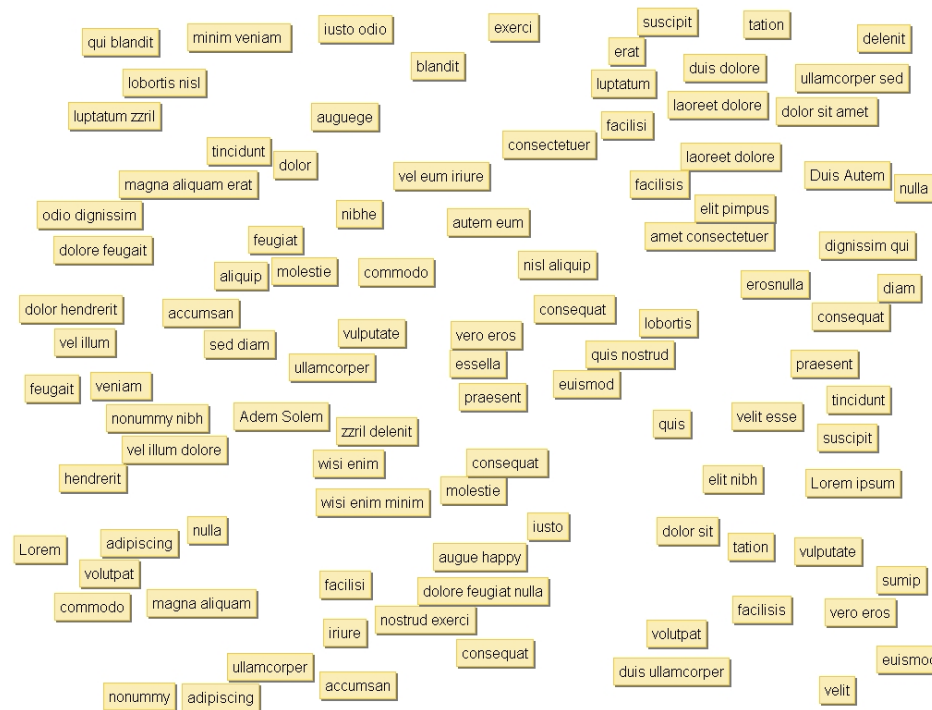 qui blandit
minim veniam
iusto odio
exerci
suscipit
tation
delenit
erat
blandit
duis dolore
ullamcorper sed
lobortis nisl
luptatum
luptatum zzril
auguege
laoreet dolore
dolor sit amet
facilisi
consectetuer
tincidunt
dolor
laoreet dolore
vel eum iriure
magna aliquam erat
facilisis
Duis Autem
nulla
odio dignissim
nibhe
autem eum
elit pimpus
amet consectetuer
dolore feugait
feugiat
dignissim qui
aliquip
molestie
commodo
nisl aliquip
erosnulla
diam
dolor hendrerit
accumsan
consequat
lobortis
consequat
vel illum
sed diam
vulputate
vero eros
quis nostrud
ullamcorper
essella
praesent
feugait
veniam
euismod
praesent
tincidunt
nonummy nibh
Adem Solem
zzril delenit
quis
velit esse
suscipit
vel illum dolore
wisi enim
consequat
hendrerit
molestie
elit nibh
Lorem ipsum
wisi enim minim
iusto
nulla
dolor sit
Lorem
adipiscing
augue happy
tation
vulputate
volutpat
facilisi
dolore feugiat nulla
sumip
commodo
magna aliquam
facilisis
vero eros
nostrud exerci
iriure
volutpat
consequat
euismod
ullamcorper
duis ullamcorper
accumsan
velit
nonummy
adipiscing